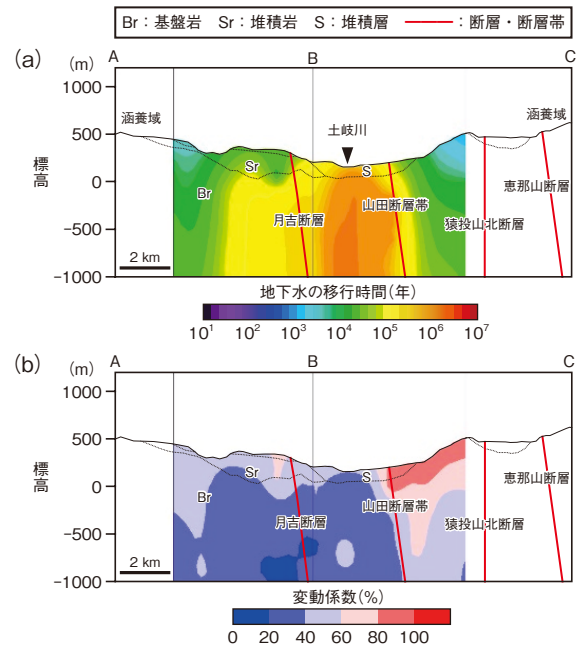 Br：基盤岩　Sr：堆積岩　S：堆積層　：断層・断層帯
(a)
A B C
(m)
1000
500
0
-500
-1000
標高
涵養域
土岐川
涵養域
Sr
S
Br
月吉断層
山田断層帯
猿投山北断層
恵那山断層
2 km
地下水の移行時間(年)
10¹ 10² 10³ 10⁴ 10⁵ 10⁶ 10⁷
(b)
A B C
(m)
1000
500
0
-500
-1000
標高
Sr
S
Br
月吉断層
山田断層帯
猿投山北断層
恵那山断層
2 km
変動係数(%)
0 20 40 60 80 100